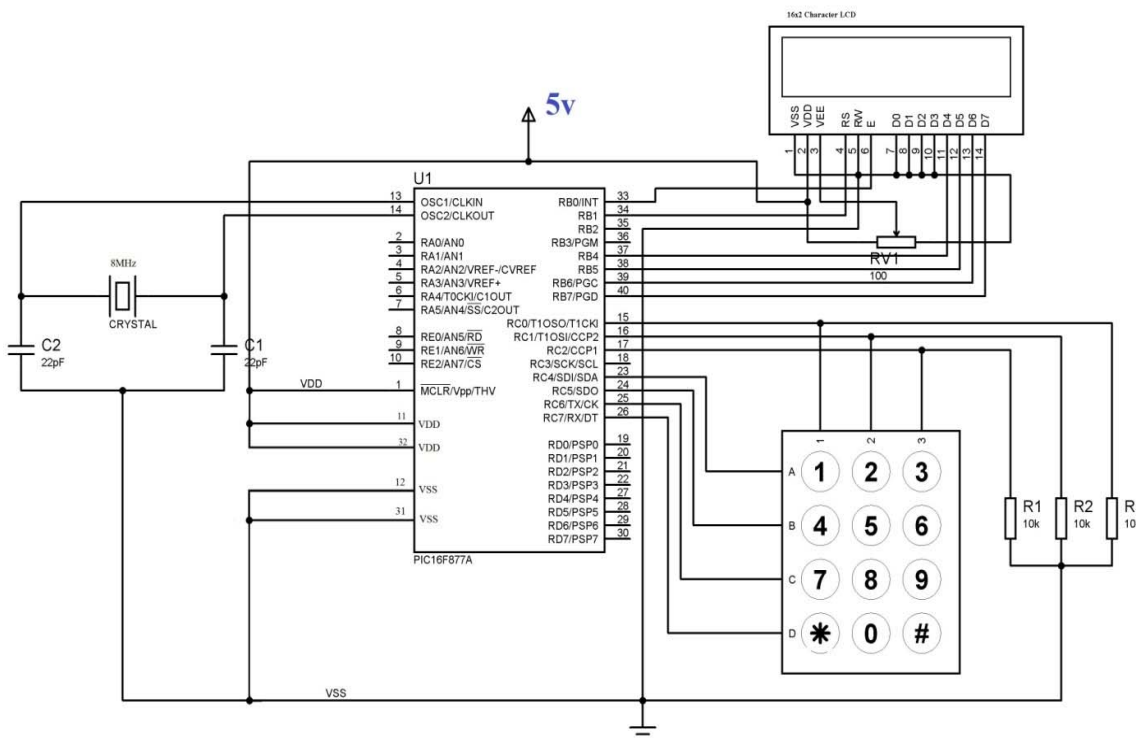 16x2 Character LCD
5v
VSS
VDD
VEE
RS
RW
E
D0
D1
D2
D3
D4
D5
D6
D7
1
2
3
4
5
6
7
8
9
10
11
12
13
14
U1
13 OSC1/CLKIN
14 OSC2/CLKOUT
2 RA0/AN0
3 RA1/AN1
4 RA2/AN2/VREF-/CVREF
5 RA3/AN3/VREF+
6 RA4/T0CKI/C1OUT
7 RA5/AN4/SS/C2OUT
8 RE0/AN5/RD
9 RE1/AN6/WR
10 RE2/AN7/CS
1 MCLR/Vpp/THV
11 VDD
32 VDD
12 VSS
31 VSS
RB0/INT 33
RB1 34
RB2 35
RB3/PGM 36
RB4 37
RB5 38
RB6/PGC 39
RB7/PGD 40
RC0/T1OSO/T1CKI 15
RC1/T1OSI/CCP2 16
RC2/CCP1 17
RC3/SCK/SCL 18
RC4/SDI/SDA 23
RC5/SDO 24
RC6/TX/CK 25
RC7/RX/DT 26
RD0/PSP0 19
RD1/PSP1 20
RD2/PSP2 21
RD3/PSP3 22
RD4/PSP4 27
RD5/PSP5 28
RD6/PSP6 29
RD7/PSP7 30
PIC16F877A
8MHz
CRYSTAL
C2
22pF
C1
22pF
VDD
VSS
RV1
100
1 2 3
A 1 2 3
B 4 5 6
C 7 8 9
D * 0 #
R1
10k
R2
10k
R
10